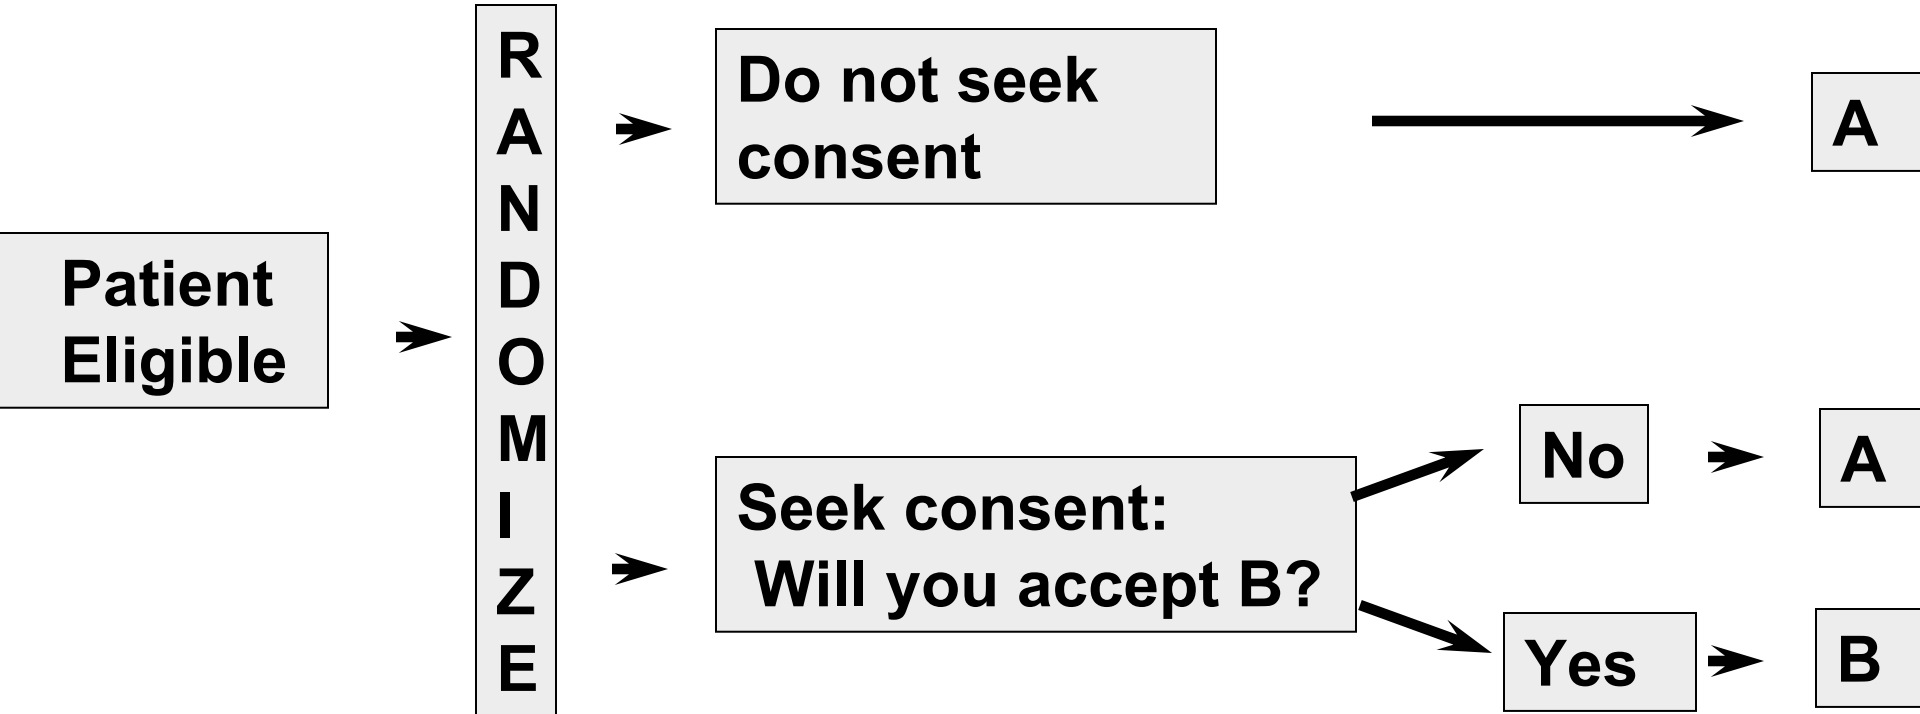 Patient
Eligible
R
A
N
D
O
M
I
Z
E
Do not seek
consent
A
Seek consent:
Will you accept B?
No
A
Yes
B